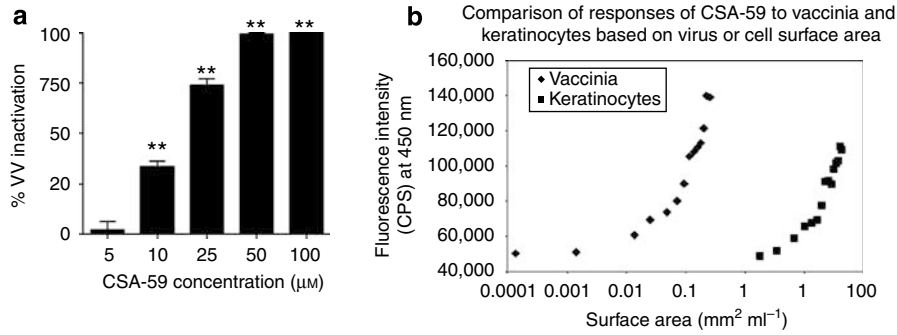 a
% VV inactivation
100
750
50
20
0
** ** ** **
5 10 25 50 100
CSA-59 concentration (μM)
b
Comparison of responses of CSA-59 to vaccinia and
keratinocytes based on virus or cell surface area
Fluorescence intensity
(CPS) at 450 nm
160,000
140,000
120,000
100,000
80,000
60,000
40,000
Vaccinia
Keratinocytes
0.0001 0.001 0.01 0.1 1 1 100
Surface area (mm² ml⁻¹)